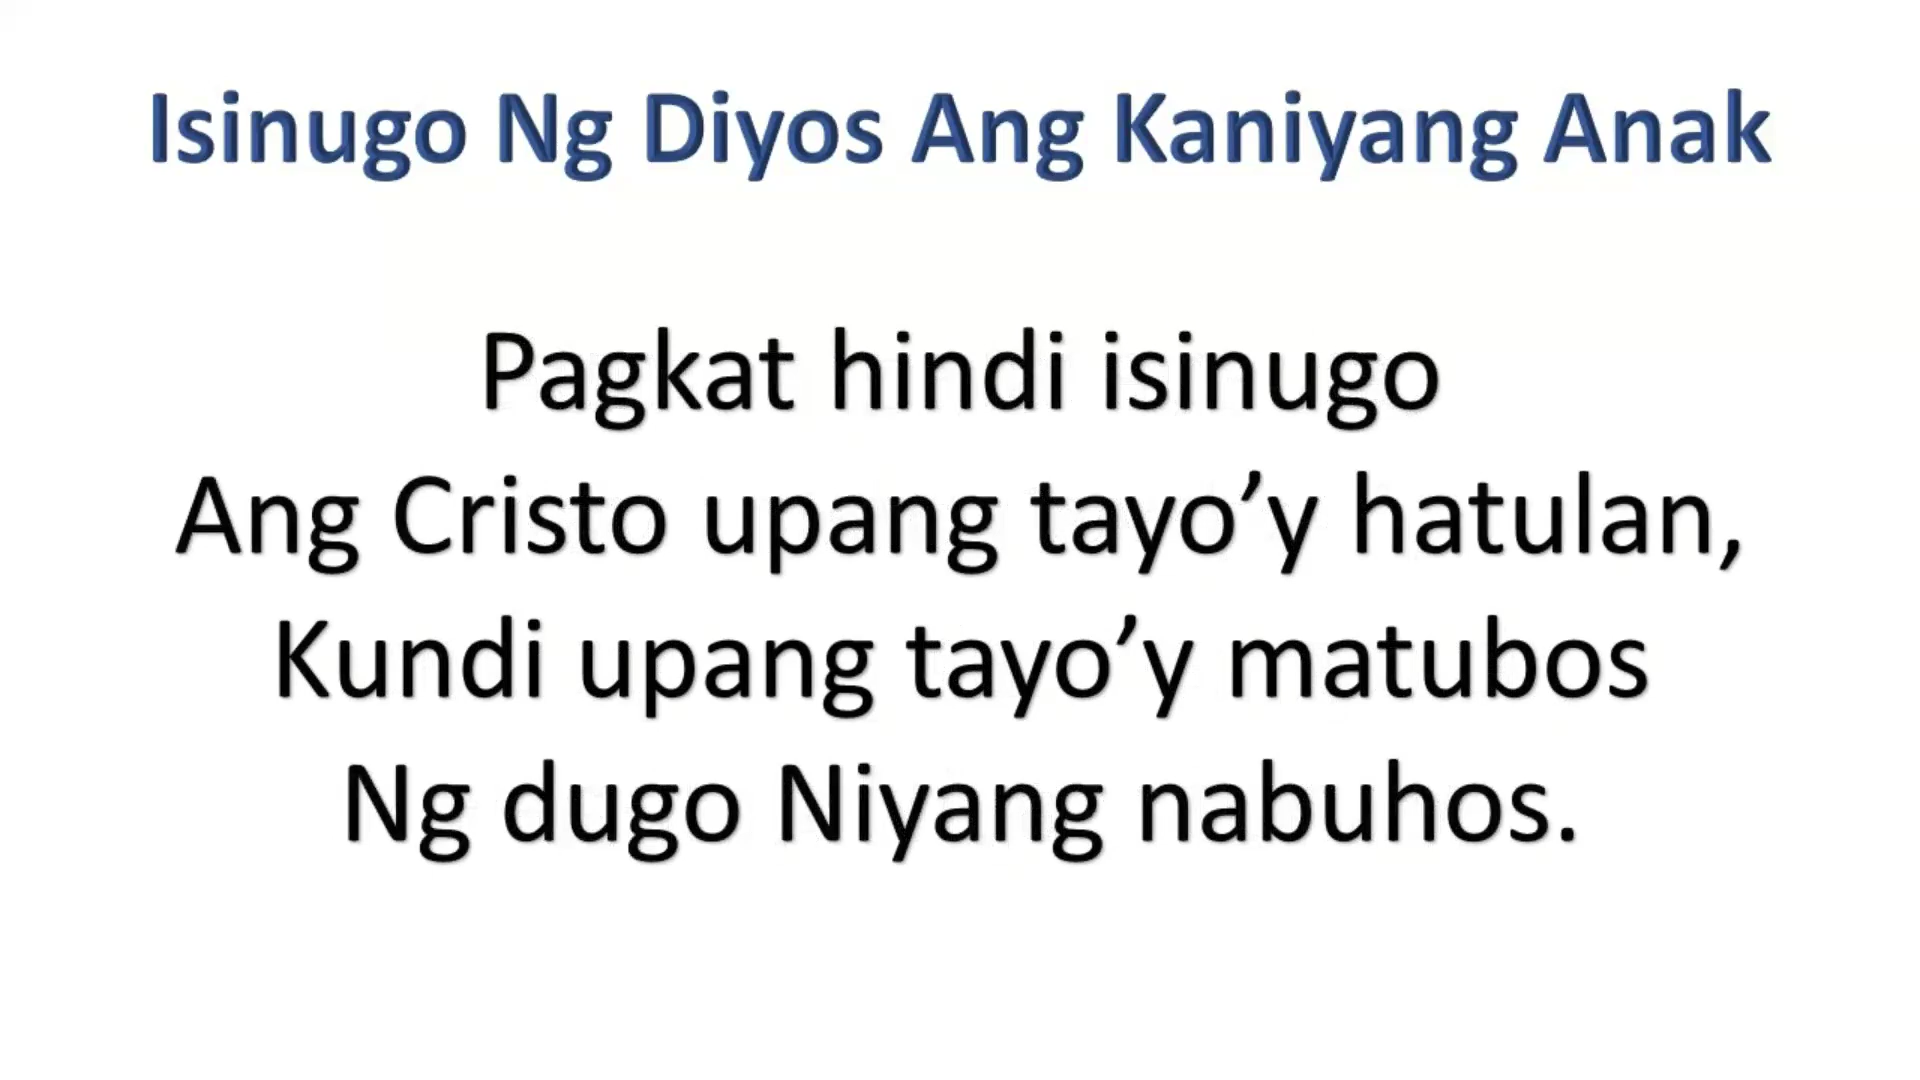 Isinugo Ng Diyos Ang Kaniyang Anak
Pagkat hindi isinugo
Ang Cristo upang tayo’y hatulan,
Kundi upang tayo’y matubos
Ng dugo Niyang nabuhos.